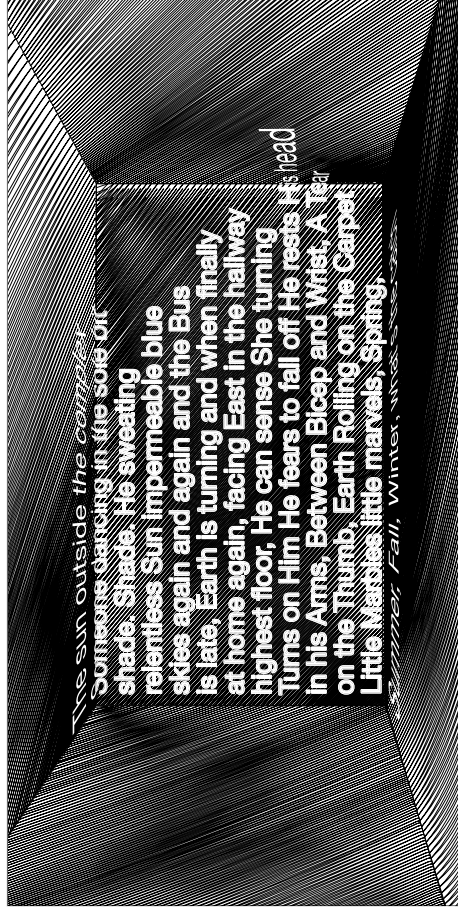 The sun outside the complex
Someone dancing in the sole
shade. Shade. He sweating
relentless Sun impermeable blue
skies again and again and the Bus
is late, Earth is turning and when finally
at home again, facing East in the hallway
highest floor, He can sense She turning
Turns on Him He fears to fall off He rests His head
in his Arms, Between Bicep and Wrist, A Tear
on the Thumb, Earth Rolling on the Carpet
Little Marbles little marvels, Spring,
Summer, Fall, Winter,